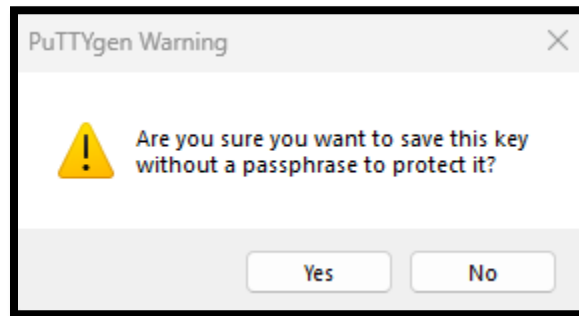 PuTTYgen Warning
Are you sure you want to save this key
without a passphrase to protect it?
Yes No